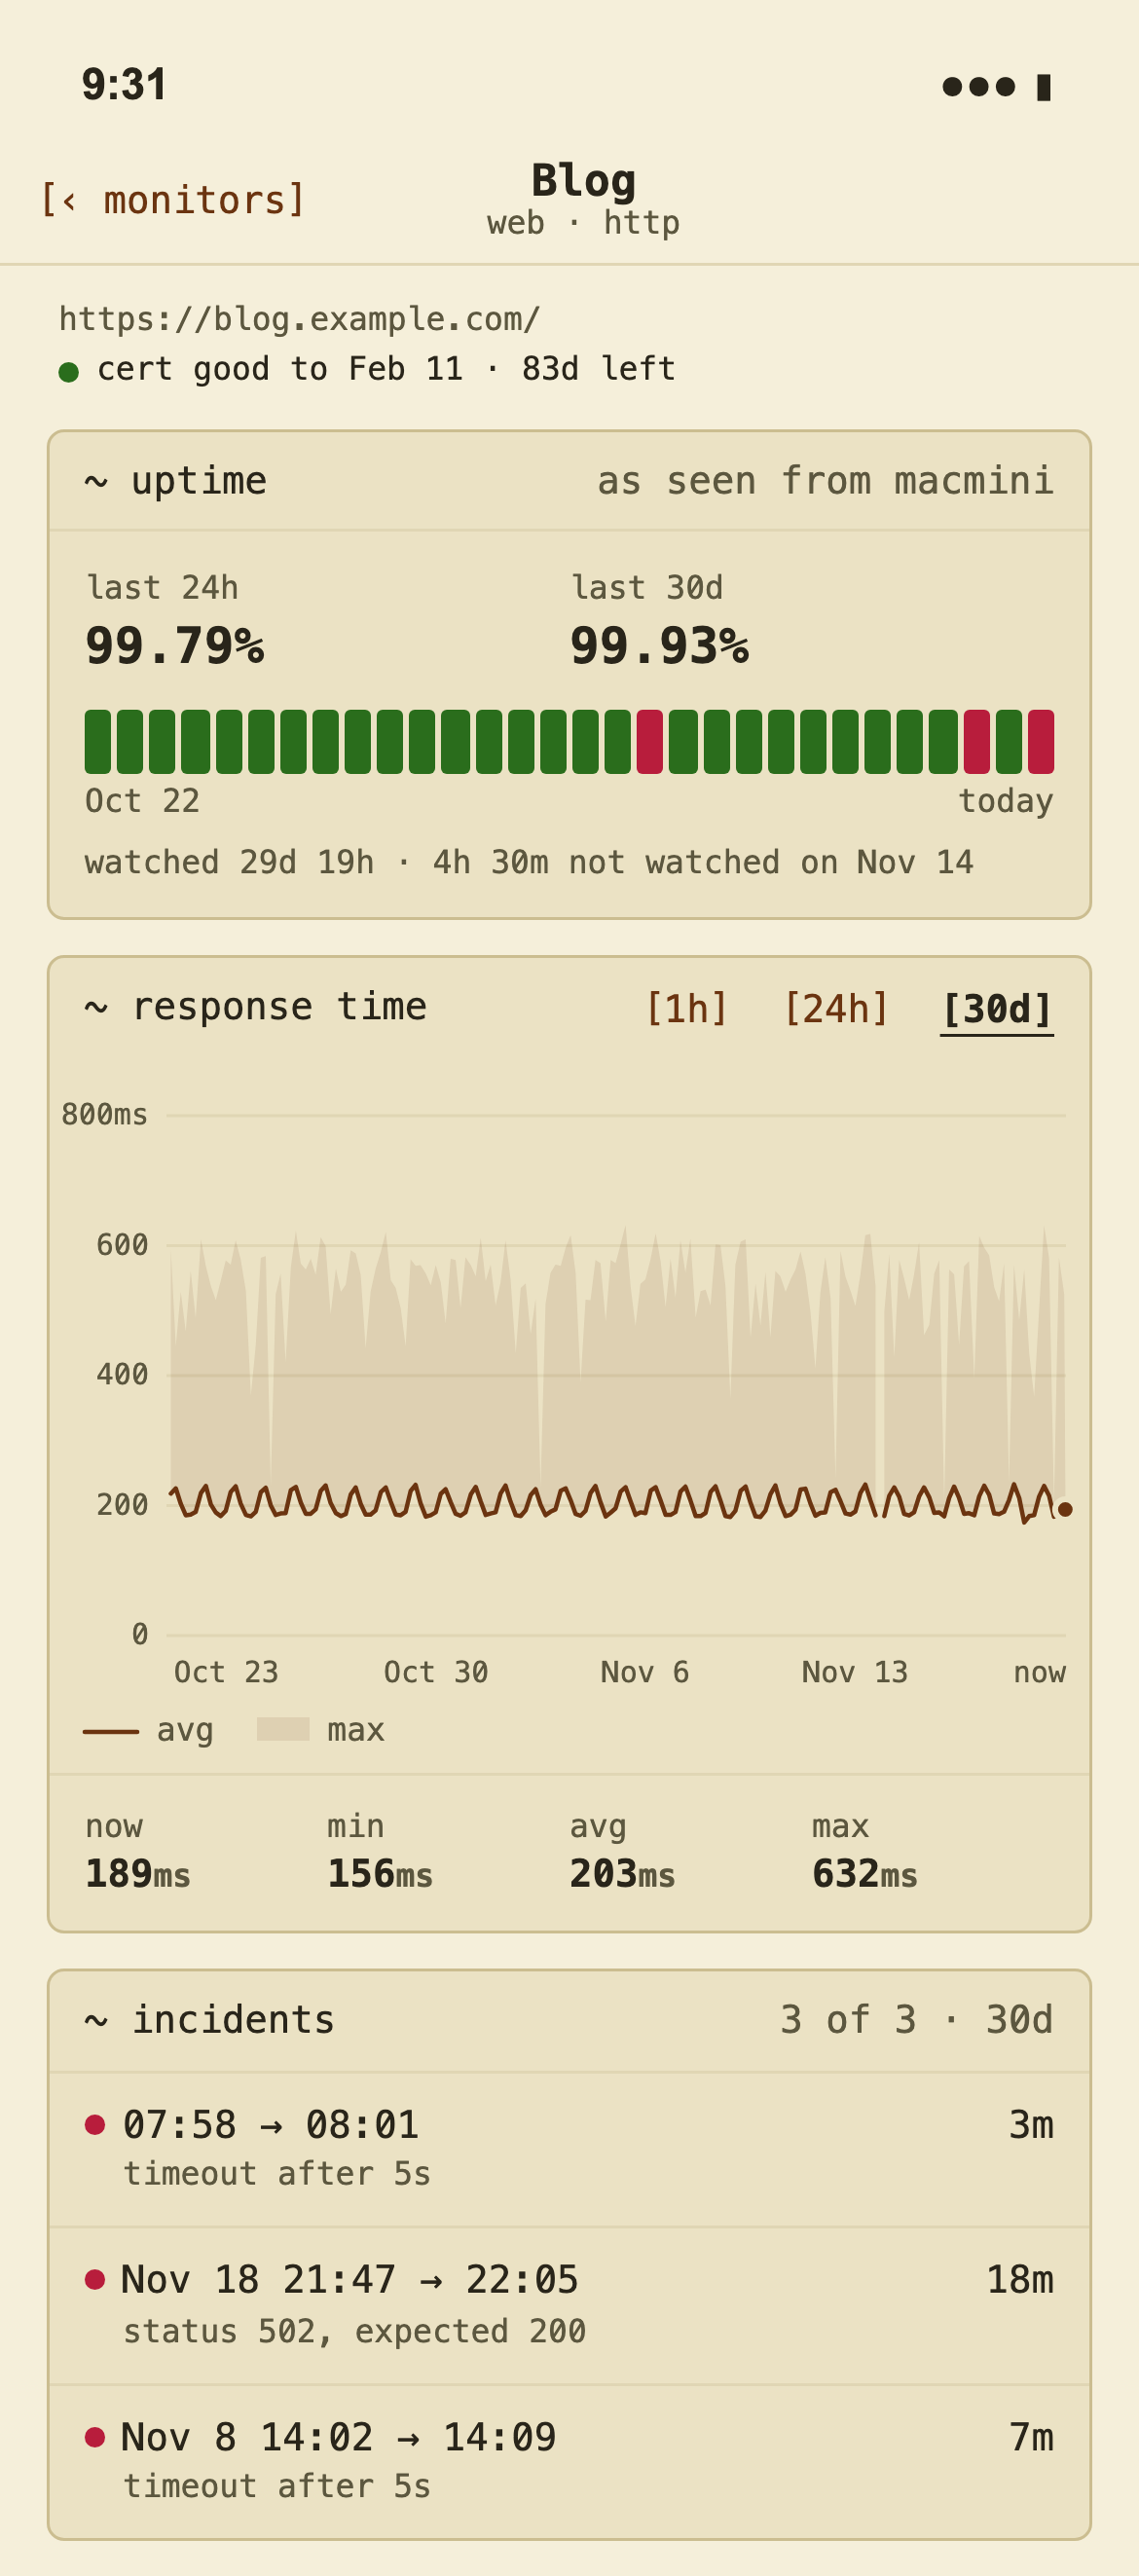 9:31
[‹ monitors]
Blog
web · http
https://blog.example.com/
cert good to Feb 11 · 83d left
~ uptime as seen from macmini
last 24h last 30d
99.79% 99.93%
Oct 22 today
watched 29d 19h · 4h 30m not watched on Nov 14
~ response time [1h] [24h] [30d]
800ms
600
400
200
0
Oct 23 Oct 30 Nov 6 Nov 13 now
avg max
now min avg max
189ms 156ms 203ms 632ms
~ incidents 3 of 3 · 30d
07:58 → 08:01 3m
timeout after 5s
Nov 18 21:47 → 22:05 18m
status 502, expected 200
Nov 8 14:02 → 14:09 7m
timeout after 5s